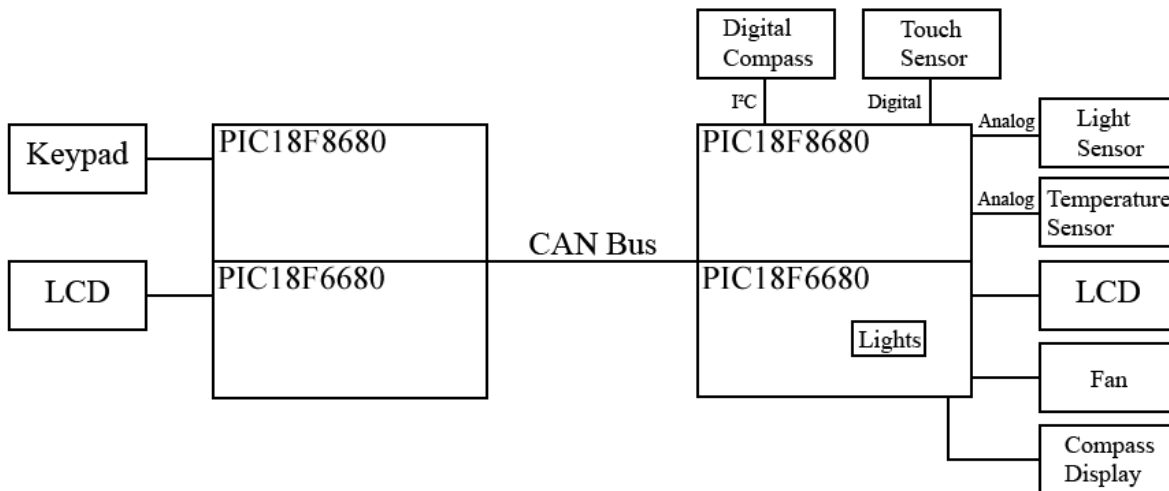 Digital
Compass
Touch
Sensor
I²C
Digital
Keypad
PIC18F8680
PIC18F8680
Analog
Light
Sensor
Analog
Temperature
Sensor
CAN Bus
LCD
PIC18F6680
PIC18F6680
LCD
Lights
Fan
Compass
Display